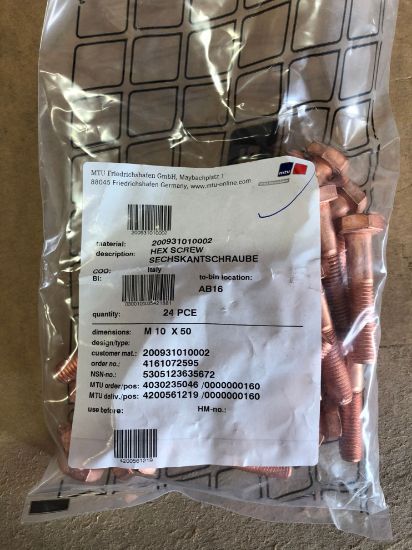 MTU Friedrichshafen GmbH, Maybachplatz 1
88045 Friedrichshafen Germany, www.mtu-online.com
mtu
200931010002
material: 200931010002
description: HEX SCREW
SECHSKANTSCHRAUBE
COO: Italy
BI: to-bin location:
AB16
quantity: 24 PCE
dimensions: M 10 X 50
design/type:
customer mat.: 200931010002
order no.: 4161072595
NSN-no.: 5305123635672
MTU order/pos: 4030235046 /0000000160
MTU deliv./pos: 4200561219 /0000000160
use before: HM-no.:
4200561219